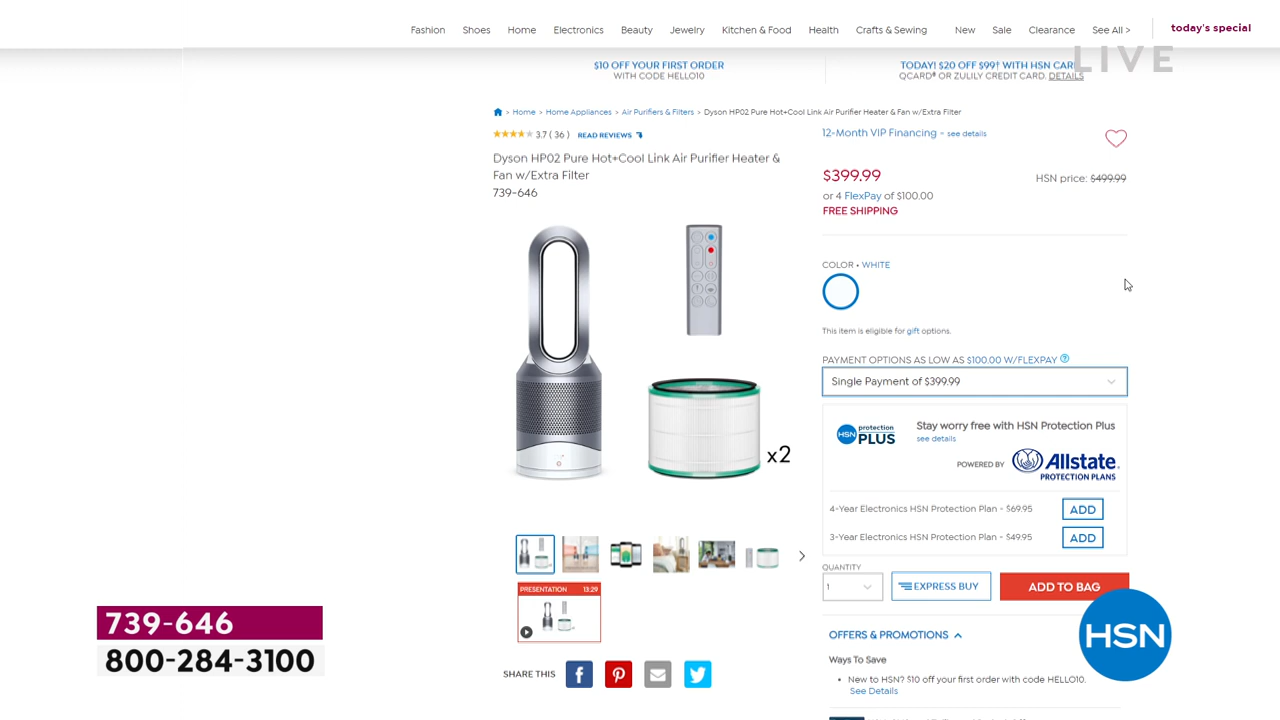 Fashion Shoes Home Electronics Beauty Jewelry Kitchen & Food Health Crafts & Sewing New Sale Clearance See All > today's special
LIVE
$10 OFF YOUR FIRST ORDER
WITH CODE HELLO10
TODAY! $20 OFF $99† WITH HSN CARD
QCARD® OR ZULILY CREDIT CARD. DETAILS
> Home > Home Appliances > Air Purifiers & Filters > Dyson HP02 Pure Hot+Cool Link Air Purifier Heater & Fan w/Extra Filter
3.7 ( 36 ) READ REVIEWS
Dyson HP02 Pure Hot+Cool Link Air Purifier Heater &
Fan w/Extra Filter
739-646
x2
PRESENTATION 13:29
SHARE THIS
12-Month VIP Financing - see details
$399.99
HSN price: $499.99
or 4 FlexPay of $100.00
FREE SHIPPING
COLOR • WHITE
This item is eligible for gift options.
PAYMENT OPTIONS AS LOW AS $100.00 W/FLEXPAY ?
Single Payment of $399.99
HSN protection PLUS
Stay worry free with HSN Protection Plus
see details
POWERED BY Allstate
PROTECTION PLANS
4-Year Electronics HSN Protection Plan - $69.95 ADD
3-Year Electronics HSN Protection Plan - $49.95 ADD
QUANTITY
1 EXPRESS BUY ADD TO BAG
OFFERS & PROMOTIONS
Ways To Save
• New to HSN? $10 off your first order with code HELLO10.
See Details
739-646
800-284-3100
HSN